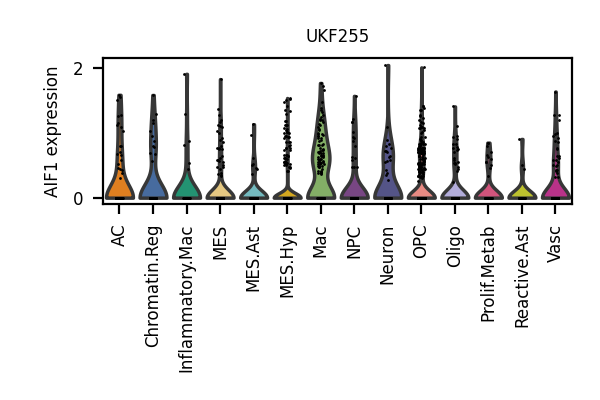 UKF255
AIF1 expression
2
0
AC
Chromatin.Reg
Inflammatory.Mac
MES
MES.Ast
MES.Hyp
Mac
NPC
Neuron
OPC
Oligo
Prolif.Metab
Reactive.Ast
Vasc